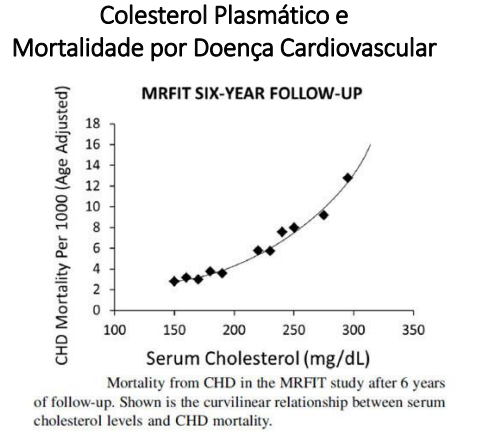 Colesterol Plasmático e
Mortalidade por Doença Cardiovascular
MRFIT SIX-YEAR FOLLOW-UP
CHD Mortality Per 1000 (Age Adjusted)
18
16
14
12
10
8
6
4
2
0
100 150 200 250 300 350
Serum Cholesterol (mg/dL)
Mortality from CHD in the MRFIT study after 6 years
of follow-up. Shown is the curvilinear relationship between serum
cholesterol levels and CHD mortality.